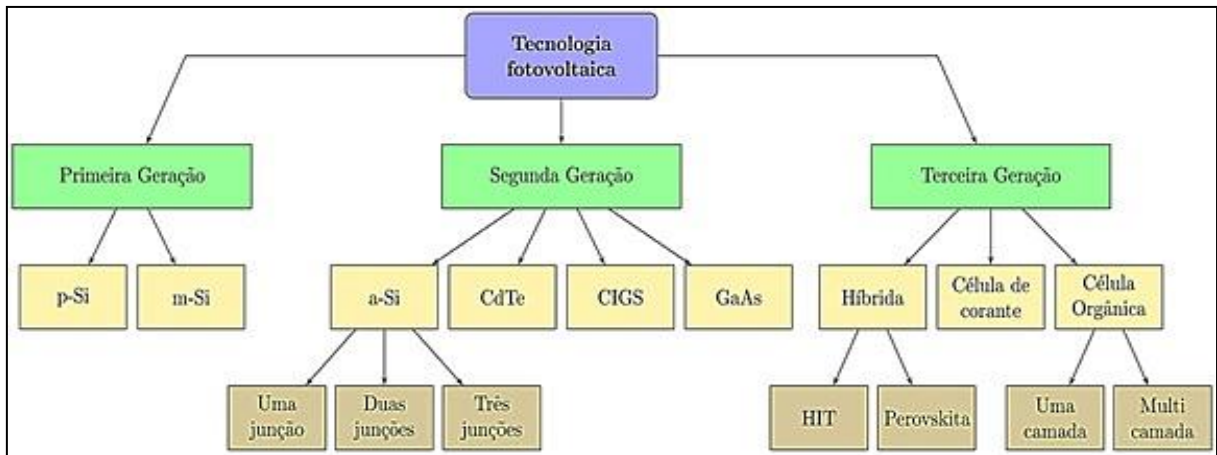 Tecnologia
fotovoltaica
Primeira Geração
Segunda Geração
Terceira Geração
p-Si
m-Si
a-Si
CdTe
CIGS
GaAs
Híbrida
Célula de
corante
Célula
Orgânica
Uma
junção
Duas
junções
Três
junções
HIT
Perovskita
Uma
camada
Multi
camada